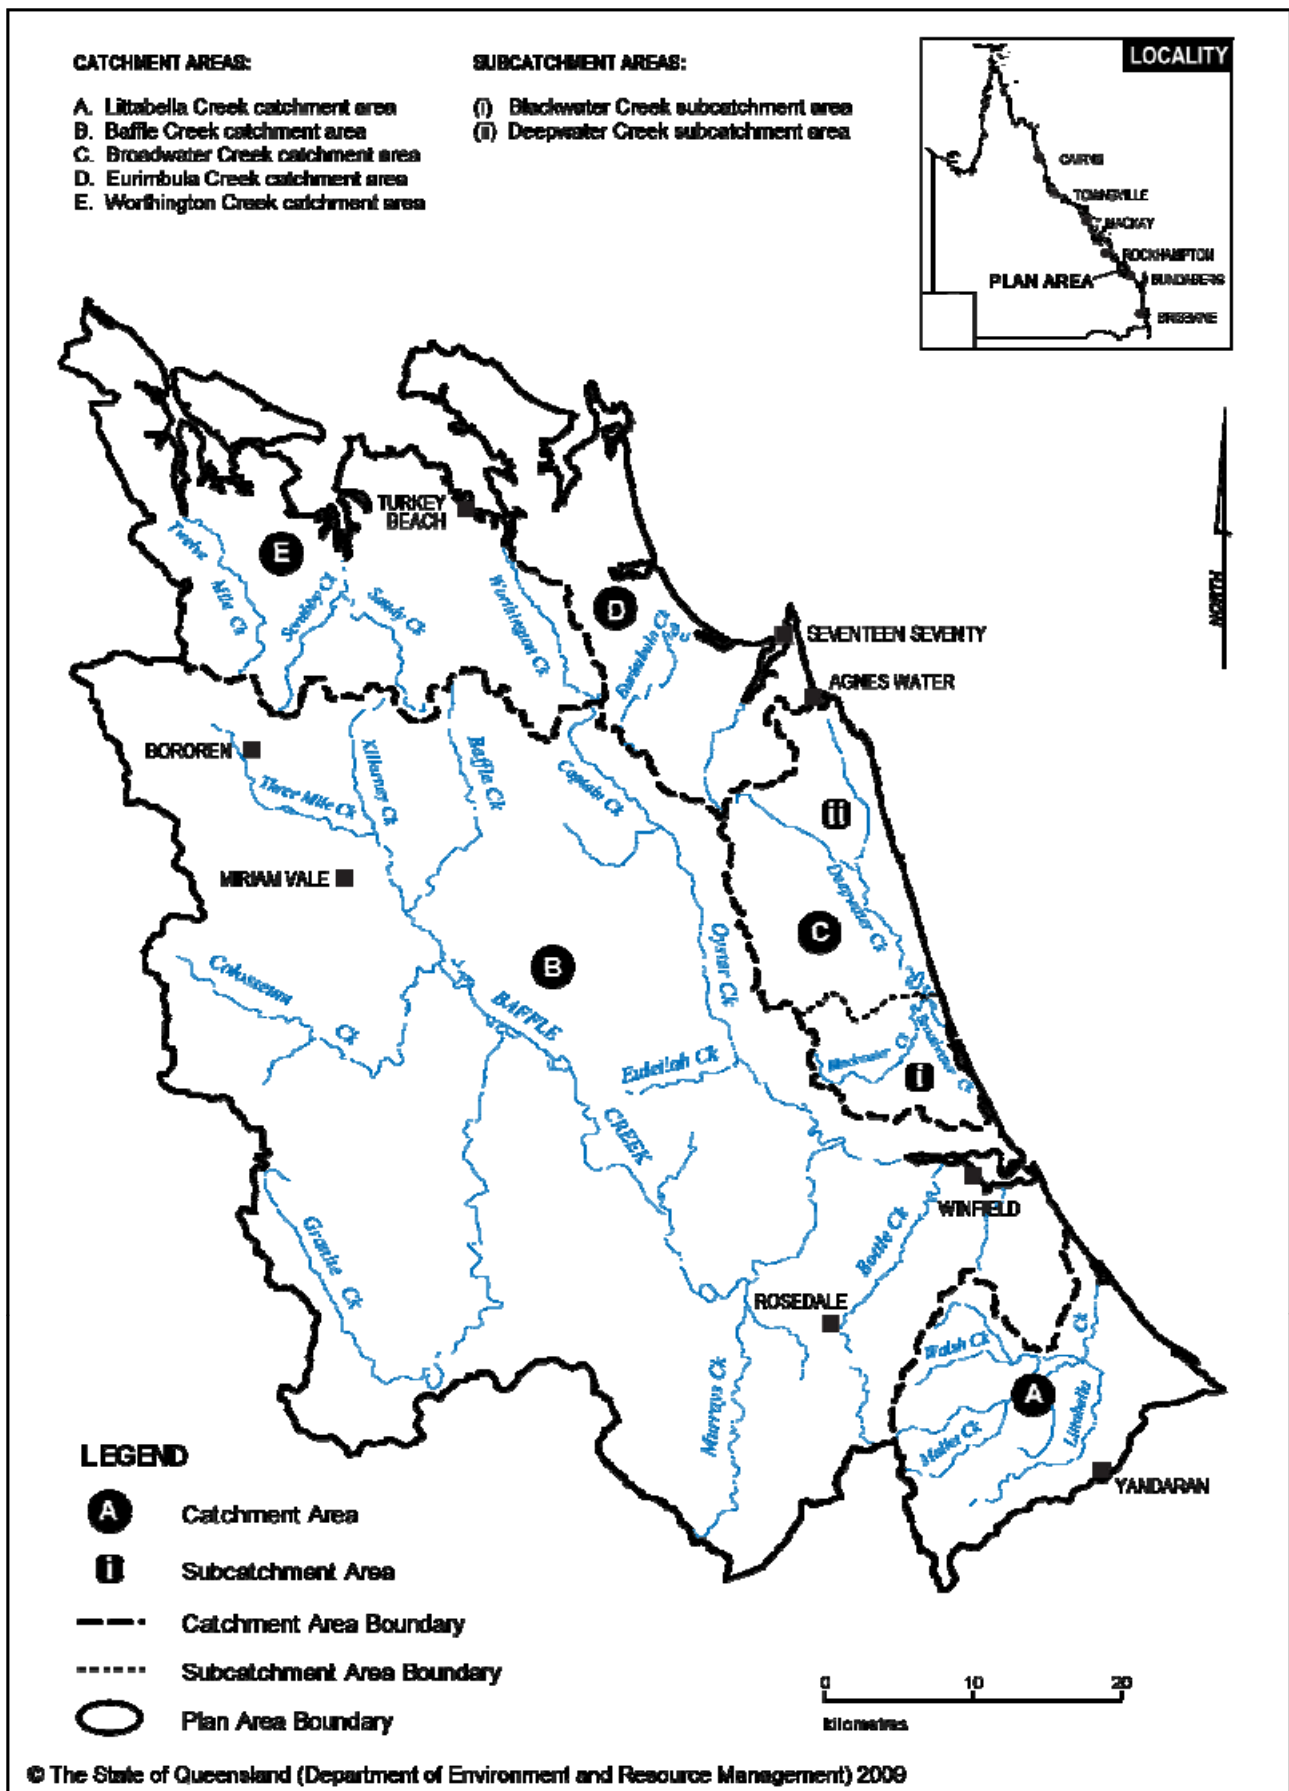 CATCHMENT AREAS:
A. Littabella Creek catchment area
B. Baffle Creek catchment area
C. Broadwater Creek catchment area
D. Eurimbula Creek catchment area
E. Worthington Creek catchment area
SUBCATCHMENT AREAS:
(i) Blackwater Creek subcatchment area
(ii) Deepwater Creek subcatchment area
LOCALITY
CAIRNS
TOWNSVILLE
MACKAY
ROCKHAMPTON
PLAN AREA
BUNDABERG
BRISBANE
NORTH
TURKEY
BEACH
E
Twelve
Mile Ck
Scrubby Ck
Sandy Ck
Worthington Ck
D
Eurimbula Ck
SEVENTEEN SEVENTY
AGNES WATER
BOROREN
Three Mile Ck
Killarney Ck
Baffle Ck
Captain Ck
ii
MIRIAM VALE
Deepwater Ck
C
Oyster Ck
B
Colosseum
Ck
BAFFLE
CREEK
Euleilah Ck
Blackwater Ck
Broadwater Ck
i
WINFIELD
Granite Ck
Bottle Ck
ROSEDALE
Murrays Ck
Walsh Ck
A
Mullet Ck
Littabella
Ck
YANDARAN
LEGEND
A Catchment Area
i Subcatchment Area
Catchment Area Boundary
Subcatchment Area Boundary
Plan Area Boundary
0 10 20
kilometres
© The State of Queensland (Department of Environment and Resource Management) 2009